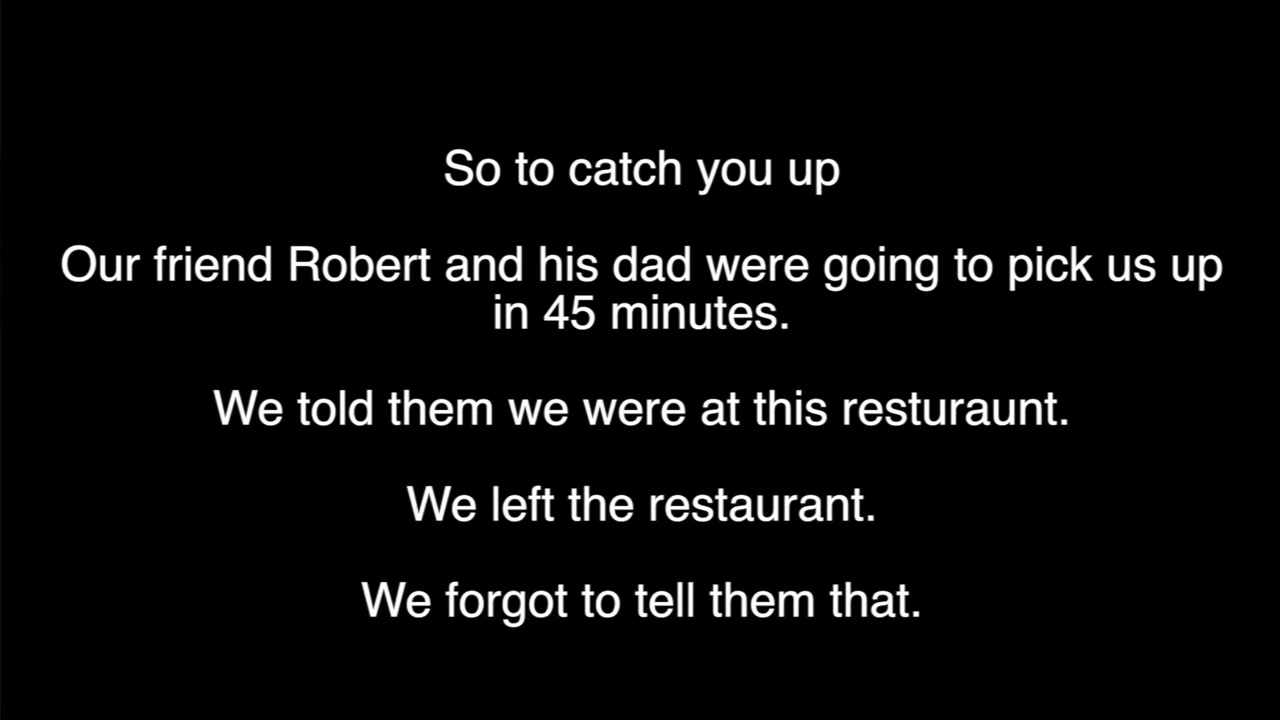 So to catch you up
Our friend Robert and his dad were going to pick us up
in 45 minutes.
We told them we were at this resturaunt.
We left the restaurant.
We forgot to tell them that.